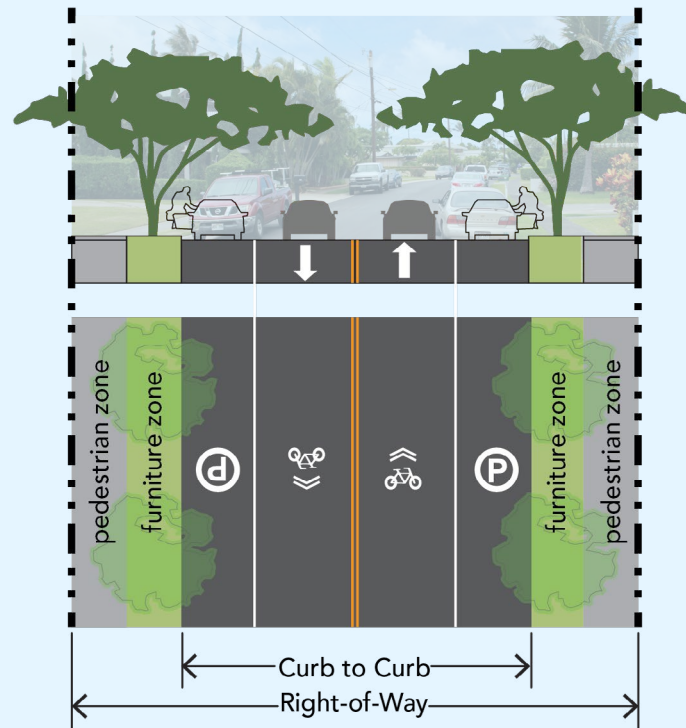 pedestrian zone
furniture zone
P
P
furniture zone
pedestrian zone
Curb to Curb
Right-of-Way